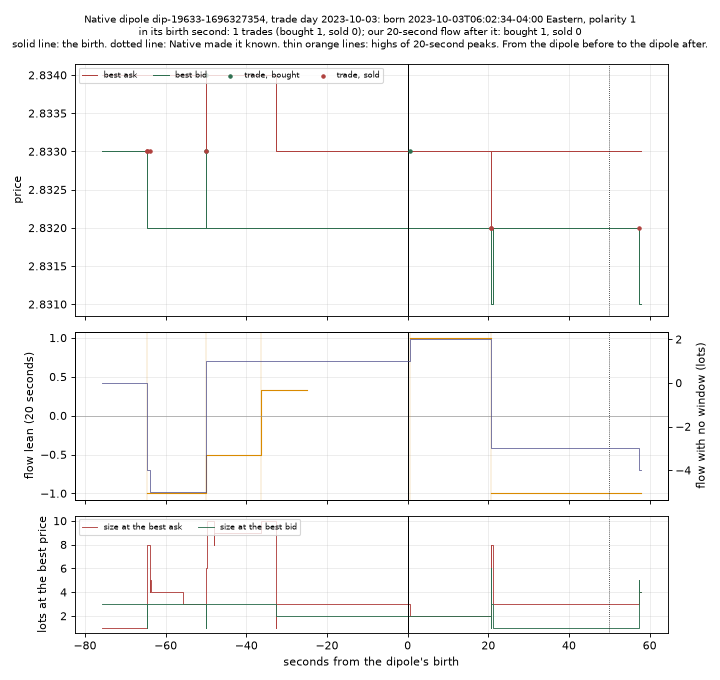 Native dipole dip-19633-1696327354, trade day 2023-10-03: born 2023-10-03T06:02:34-04:00 Eastern, polarity 1
in its birth second: 1 trades (bought 1, sold 0); our 20-second flow after it: bought 1, sold 0
solid line: the birth. dotted line: Native made it known. thin orange lines: highs of 20-second peaks. From the dipole before to the dipole after.
best ask
best bid
trade, bought
trade, sold
2.8340
2.8335
2.8330
2.8325
2.8320
2.8315
2.8310
price
1.0
0.5
0.0
−0.5
−1.0
flow lean (20 seconds)
2
0
−2
−4
flow with no window (lots)
size at the best ask
size at the best bid
10
8
6
4
2
lots at the best price
−80
−60
−40
−20
0
20
40
60
seconds from the dipole's birth